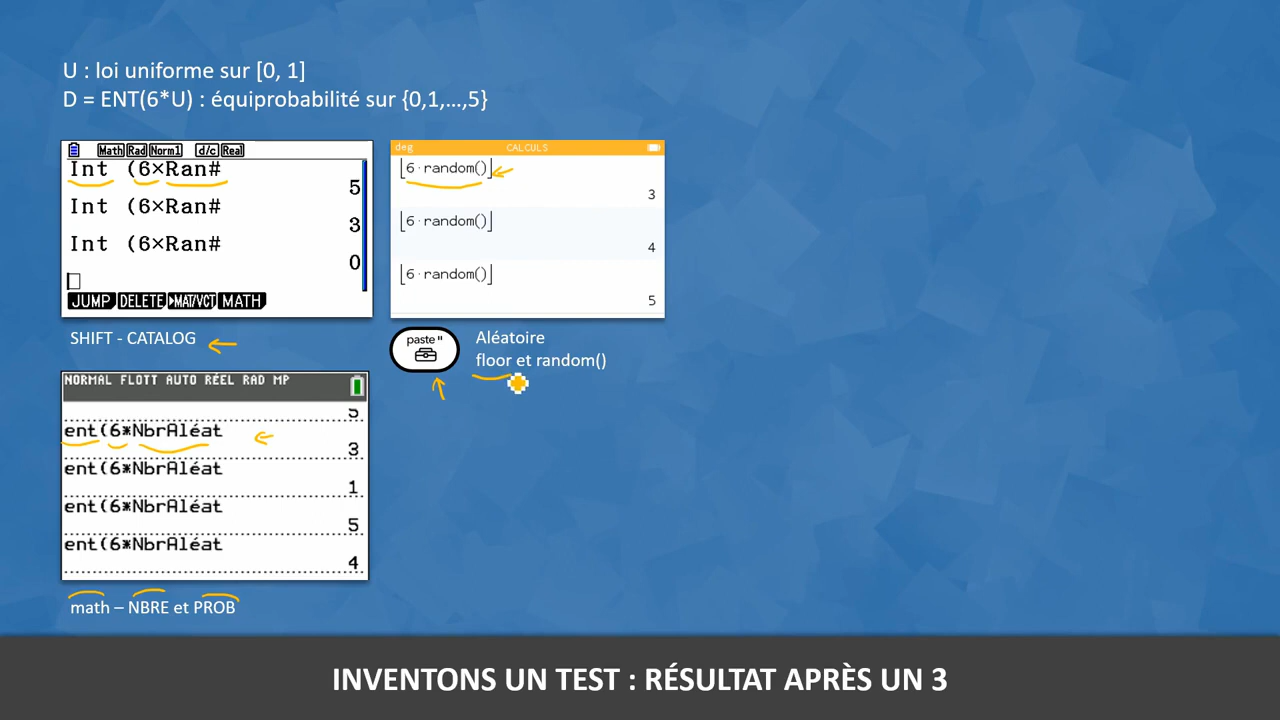 U : loi uniforme sur [0, 1]
D = ENT(6*U) : équiprobabilité sur {0,1,...,5}
Math Rad Norm1 d/c Real
Int (6×Ran#
5
Int (6×Ran#
3
Int (6×Ran#
0
JUMP DELETE ►MAT/VCT MATH
SHIFT - CATALOG
deg CALCULS
⌊6·random()⌋
3
⌊6·random()⌋
4
⌊6·random()⌋
5
paste "
Aléatoire
floor et random()
NORMAL FLOTT AUTO RÉEL RAD MP
ent(6*NbrAléat
3
ent(6*NbrAléat
1
ent(6*NbrAléat
5
ent(6*NbrAléat
4
math – NBRE et PROB
INVENTONS UN TEST : RÉSULTAT APRÈS UN 3